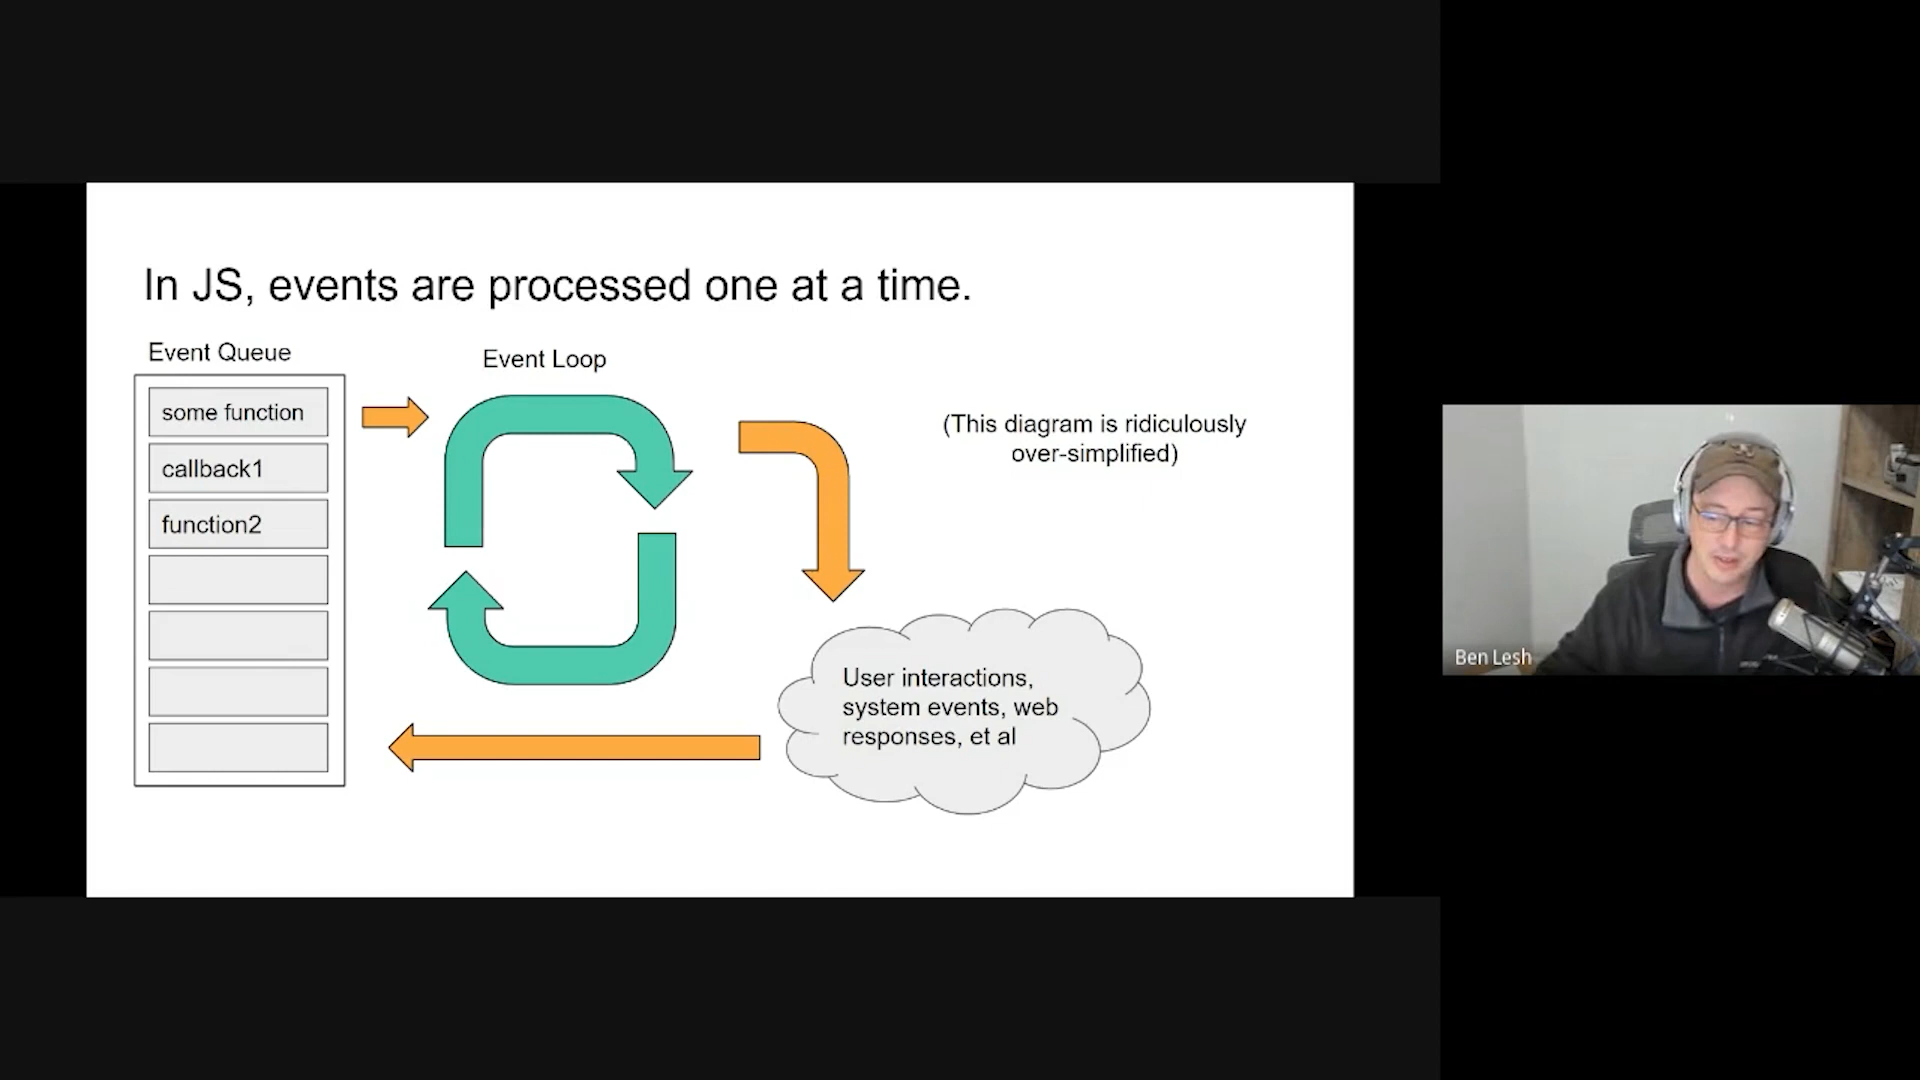 In JS, events are processed one at a time.
Event Queue
Event Loop
some function
callback1
function2
(This diagram is ridiculously
over-simplified)
User interactions,
system events, web
responses, et al
Ben Lesh